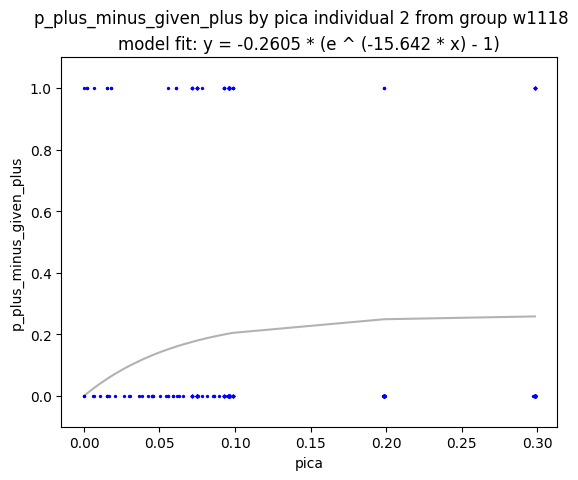 p_plus_minus_given_plus by pica individual 2 from group w1118
model fit: y = -0.2605 * (e ^ (-15.642 * x) - 1)
1.0
0.8
0.6
0.4
0.2
0.0
p_plus_minus_given_plus
0.00 0.05 0.10 0.15 0.20 0.25 0.30
pica